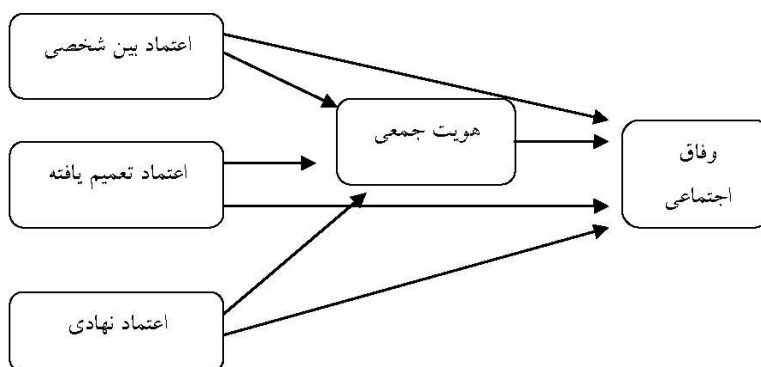 اعتماد بین شخصی
هویت جمعی
وفاق
اجتماعی
اعتماد تعمیم یافته
اعتماد نهادی